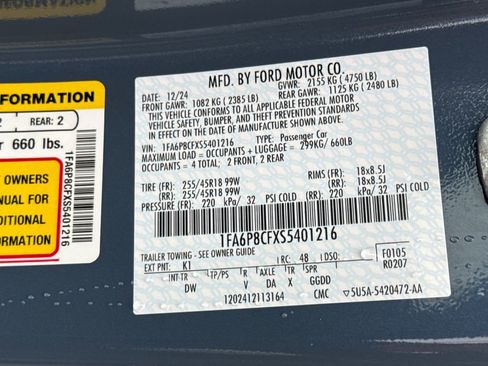 FORMATION
2 REAR: 2
r 660 lbs.
T OWNERS
ANUAL FOR
ANDS OF
1FA6P8CFXS5401216
MFD. BY FORD MOTOR CO.
12/24 GVWR: 2155 KG ( 4750 LB)
FRONT GAWR: 1082 KG ( 2385 LB) REAR GAWR: 1125 KG ( 2480 LB)
THIS VEHICLE CONFORMS TO ALL APPLICABLE FEDERAL MOTOR
VEHICLE SAFETY, BUMPER, AND THEFT PREVENTION STANDARDS
IN EFFECT ON THE DATE OF MANUFACTURE SHOWN ABOVE.
VIN: 1FA6P8CFXS5401216 TYPE: Passenger Car
MAXIMUM LOAD = OCCUPANTS + LUGGAGE = 299KG/660LB
OCCUPANTS = 4 TOTAL; 2 FRONT, 2 REAR
TIRE (FR): 255/45R18 99W RIMS (FR): 18x8.5J
(RR): 255/45R18 99W (RR): 18x8.5J
PRESSURE (FR): 220 kPa/ 32 PSI COLD (RR): 220 kPa/ 32 PSI COLD
1FA6P8CFXS5401216
TRAILER TOWING - SEE OWNER GUIDE
EXT PNT: K1 RC: 48 DSO: F0105
INT TR TP/PS R AXLE TR SPR R0207
DW V DA X GGDD
1202412113164 CMC 5U5A-5420472-AA